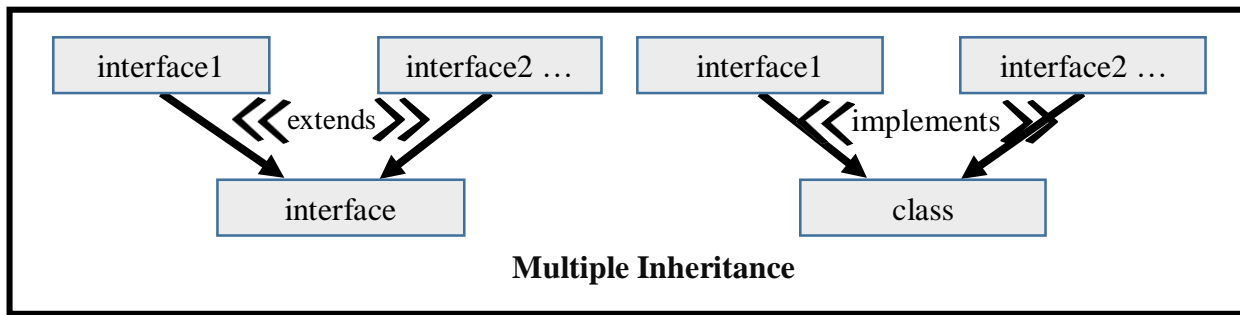 interface1 interface2 … interface1 interface2 …
<<extends>> <<implements>>
interface class
Multiple Inheritance